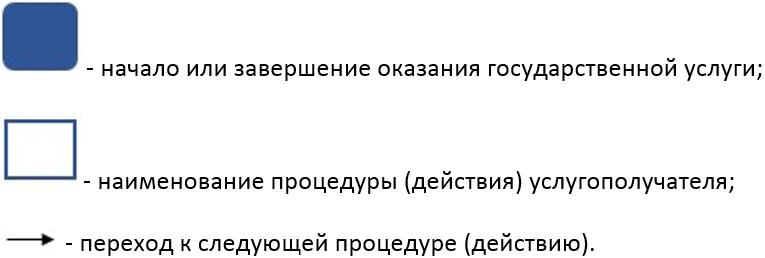 - начало или завершение оказания государственной услуги;
- наименование процедуры (действия) услугополучателя;
- переход к следующей процедуре (действию).